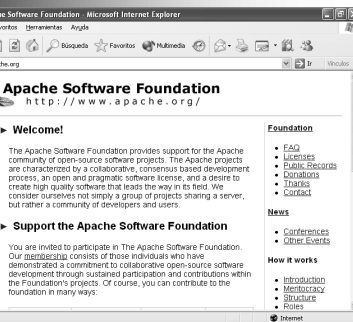 he Software Foundation - Microsoft Internet Explorer
voritos Herramientas Ayuda
Búsqueda Favoritos Multimedia
he.org
Ir Vínculos
Apache Software Foundation
http://www.apache.org/
Welcome!
The Apache Software Foundation provides support for the Apache
community of open-source software projects. The Apache projects
are characterized by a collaborative, consensus based development
process, an open and pragmatic software license, and a desire to
create high quality software that leads the way in its field. We
consider ourselves not simply a group of projects sharing a server,
but rather a community of developers and users.
Support the Apache Software Foundation
You are invited to participate in The Apache Software Foundation.
Our membership consists of those individuals who have
demonstrated a commitment to collaborative open-source software
development through sustained participation and contributions within
the Foundation's projects. Of course, you can contribute to the
foundation in many ways:
Foundation
FAQ
Licenses
Public Records
Donations
Thanks
Contact
News
Conferences
Other Events
How it works
Introduction
Meritocracy
Structure
Roles
Internet